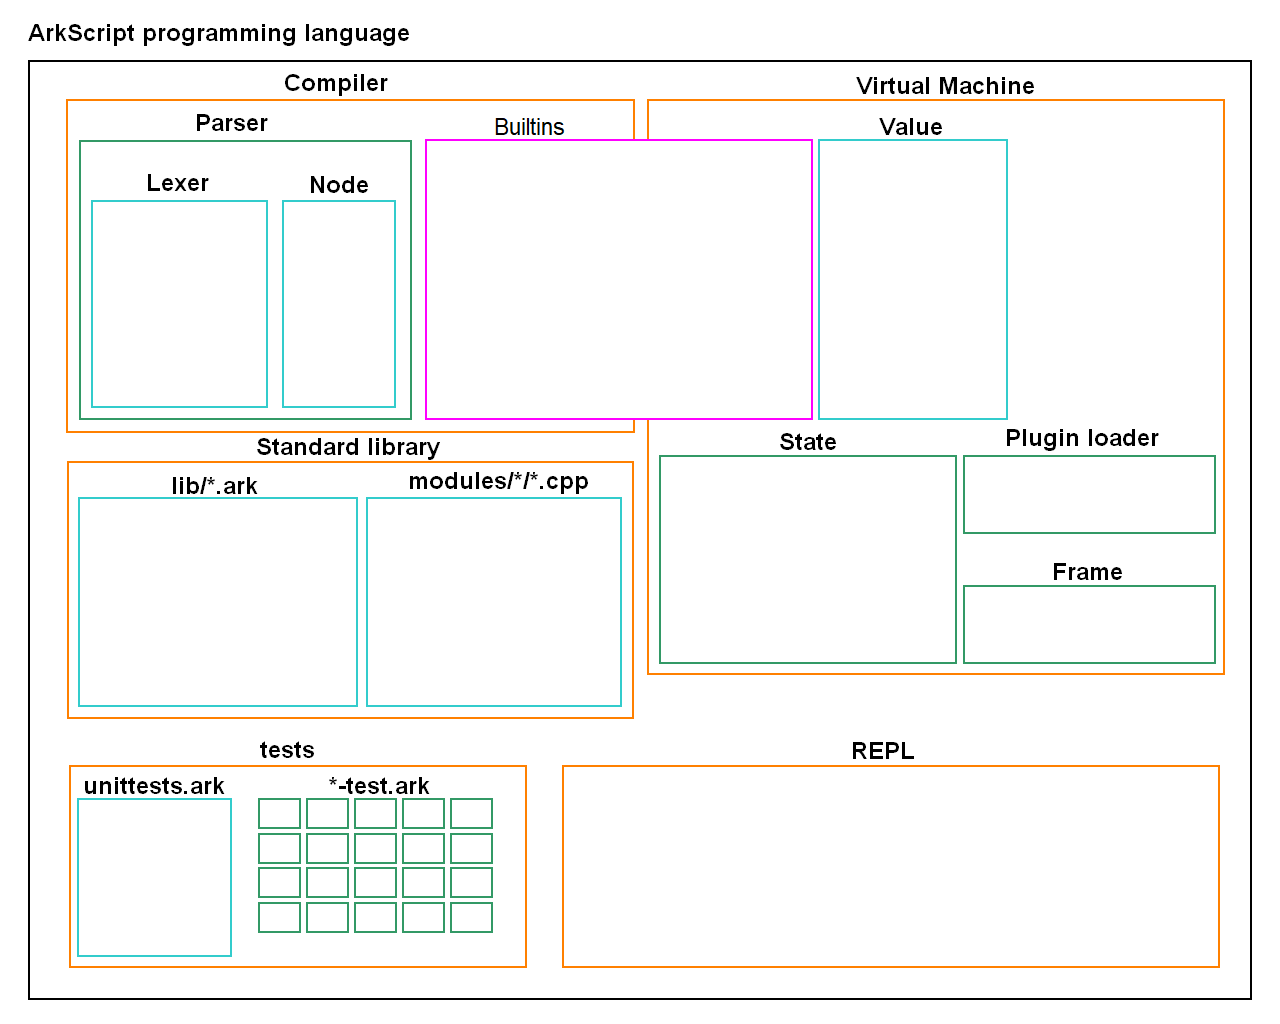 ArkScript programming language
Compiler
Virtual Machine
Parser
Builtins
Value
Lexer
Node
State
Plugin loader
Standard library
lib/*.ark
modules/*/*.cpp
Frame
tests
REPL
unittests.ark
*-test.ark